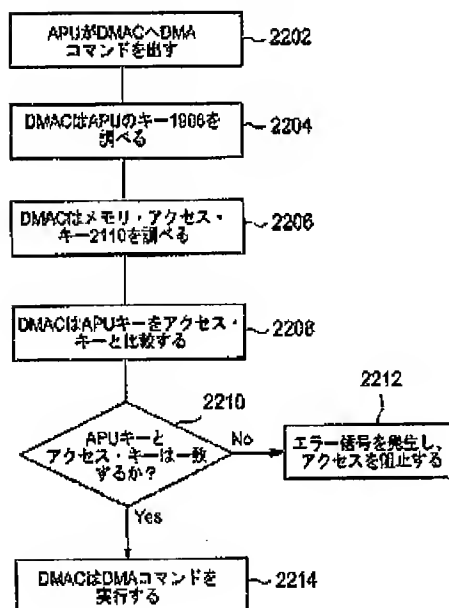 APUがDMACへDMA
コマンドを出す
2202
DMACはAPUのキー1906を
調べる
2204
DMACはメモリ・アクセス・
キー2110を調べる
2206
DMACはAPUキーをアクセス・
キーと比較する
2208
2210
APUキーと
アクセス・キーは一致
するか?
No
2212
エラー信号を発生し、
アクセスを阻止する
Yes
DMACはDMAコマンドを
実行する
2214